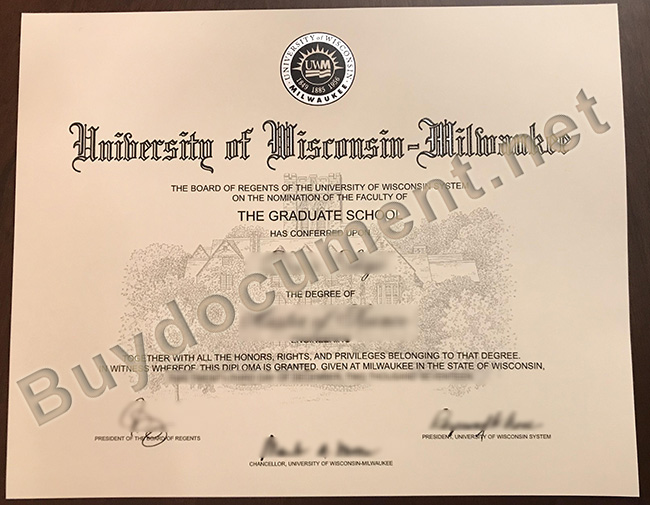 UNIVERSITY of WISCONSIN
UWM
1849 1885 1956
MILWAUKEE
University of Wisconsin-Milwaukee
THE BOARD OF REGENTS OF THE UNIVERSITY OF WISCONSIN SYSTEM
ON THE NOMINATION OF THE FACULTY OF
THE GRADUATE SCHOOL
HAS CONFERRED UPON
THE DEGREE OF
TOGETHER WITH ALL THE HONORS, RIGHTS, AND PRIVILEGES BELONGING TO THAT DEGREE.
IN WITNESS WHEREOF, THIS DIPLOMA IS GRANTED. GIVEN AT MILWAUKEE IN THE STATE OF WISCONSIN,
PRESIDENT OF THE BOARD OF REGENTS
PRESIDENT, UNIVERSITY OF WISCONSIN SYSTEM
CHANCELLOR, UNIVERSITY OF WISCONSIN-MILWAUKEE
Buydocument.net